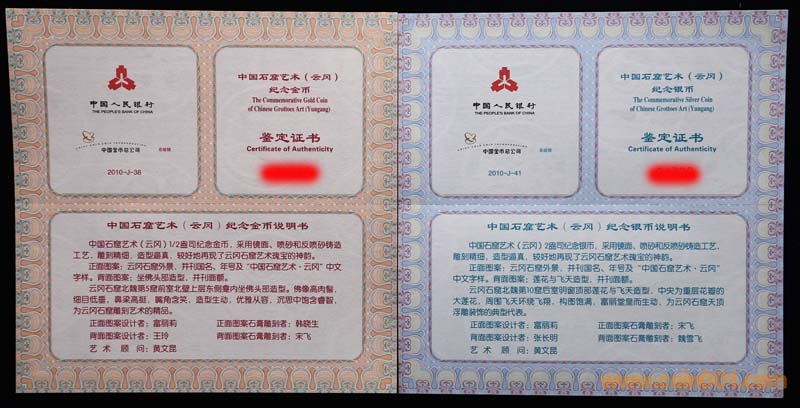 中国人民银行
THE PEOPLE'S BANK OF CHINA
CHINA GOLD COIN INCORPORATION
中国金币总公司
2010-J-38
中国石窟艺术（云冈）
纪念金币
The Commemorative Gold Coin
of Chinese Grottoes Art (Yungang)
鉴定证书
Certificate of Authenticity
中国石窟艺术（云冈）纪念金币说明书
中国石窟艺术（云冈）1/2盎司纪念金币，采用镜面、喷砂和反喷砂铸造
工艺，雕刻精细，造型逼真，较好地再现了云冈石窟艺术瑰宝的神韵。
正面图案：云冈石窟外景，并刊国名、年号及“中国石窟艺术·云冈”中文
字样。背面图案：坐佛头部造型，并刊面额。
云冈石窟北魏第5窟前室北壁上层东侧龛内坐佛头部造型。佛像高肉髻，
细目低垂，鼻梁高挺，嘴角含笑，造型生动，优雅从容，沉思中饱含睿智，
为云冈石窟雕刻艺术的精品。
正面图案设计者：富丽莉 正面图案石膏雕刻者：韩晓生
背面图案设计者：王玲 背面图案石膏雕刻者：宋飞
艺术顾问：黄文昆
中国人民银行
THE PEOPLE'S BANK OF CHINA
CHINA GOLD COIN INCORPORATION
中国金币总公司
2010-J-41
中国石窟艺术（云冈）
纪念银币
The Commemorative Silver Coin
of Chinese Grottoes Art (Yungang)
鉴定证书
Certificate of Authenticity
中国石窟艺术（云冈）纪念银币说明书
中国石窟艺术（云冈）2盎司纪念银币，采用镜面、喷砂和反喷砂铸造工
艺，雕刻精细，造型逼真，较好地再现了云冈石窟艺术瑰宝的神韵。
正面图案：云冈石窟外景，并刊国名、年号及“中国石窟艺术·云冈”
中文字样。背面图案：莲花与飞天造型，并刊面额。
云冈石窟北魏第10窟后室明窗顶部莲花与飞天造型，中央为重层花瓣的
大莲花，周围飞天环绕飞翔，构图饱满，富丽堂皇而生动，为云冈石窟天顶
浮雕装饰的典型代表。
正面图案设计者：富丽莉 正面图案石膏雕刻者：宋飞
背面图案设计者：张长明 背面图案石膏雕刻者：魏雪飞
艺术顾问：黄文昆